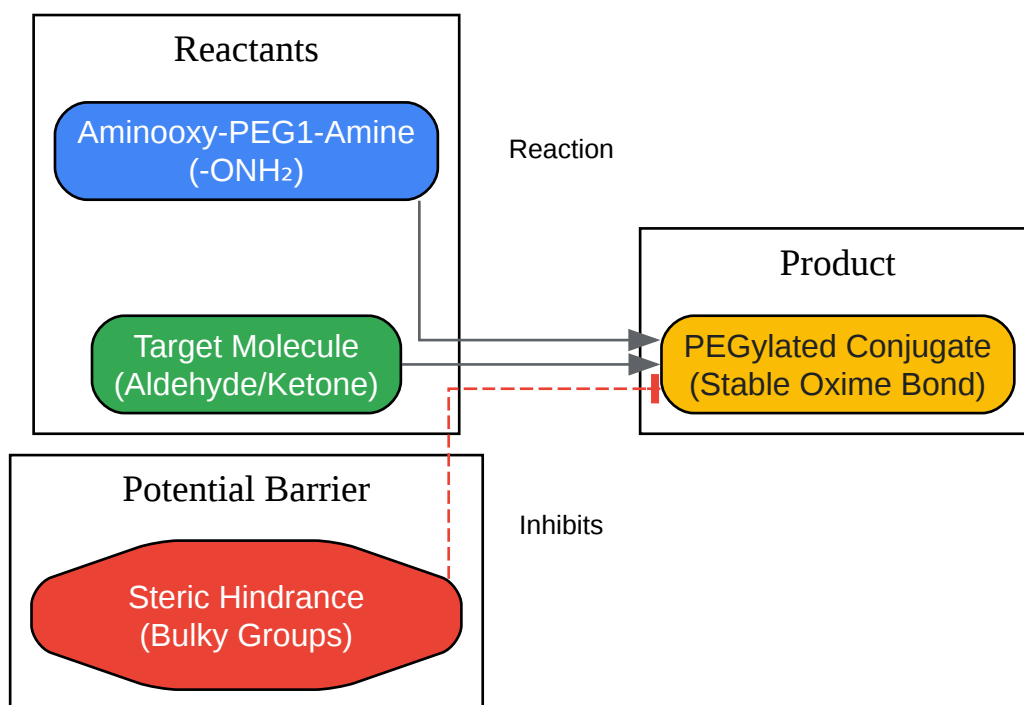 Reactants
Aminooxy-PEG1-Amine
(-ONH₂)
Reaction
Target Molecule
(Aldehyde/Ketone)
Product
PEGylated Conjugate
(Stable Oxime Bond)
Potential Barrier
Inhibits
Steric Hindrance
(Bulky Groups)